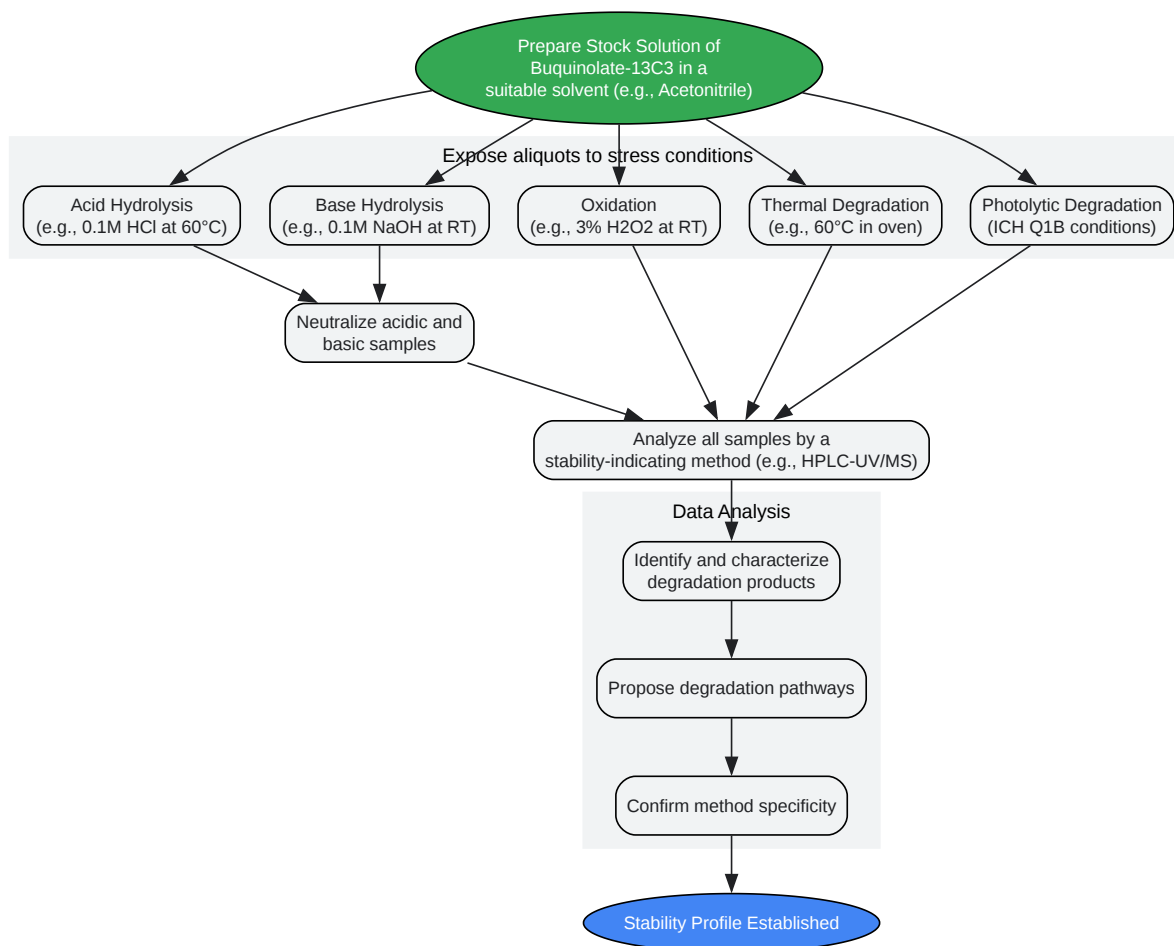 Prepare Stock Solution of
Buquinolate-13C3 in a
suitable solvent (e.g., Acetonitrile)
Expose aliquots to stress conditions
Acid Hydrolysis
(e.g., 0.1M HCl at 60°C)
Base Hydrolysis
(e.g., 0.1M NaOH at RT)
Oxidation
(e.g., 3% H2O2 at RT)
Thermal Degradation
(e.g., 60°C in oven)
Photolytic Degradation
(ICH Q1B conditions)
Neutralize acidic and
basic samples
Analyze all samples by a
stability-indicating method (e.g., HPLC-UV/MS)
Data Analysis
Identify and characterize
degradation products
Propose degradation pathways
Confirm method specificity
Stability Profile Established